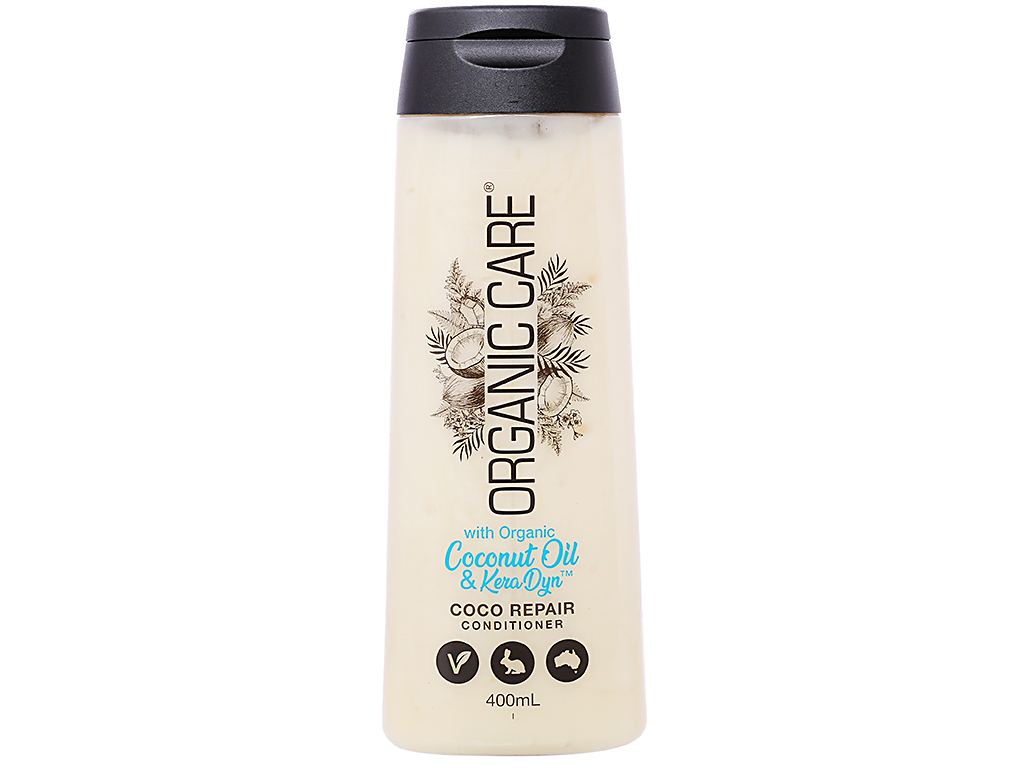 ORGANIC CARE®
with Organic
Coconut Oil
& KeraDyn™
COCO REPAIR
CONDITIONER
400mL